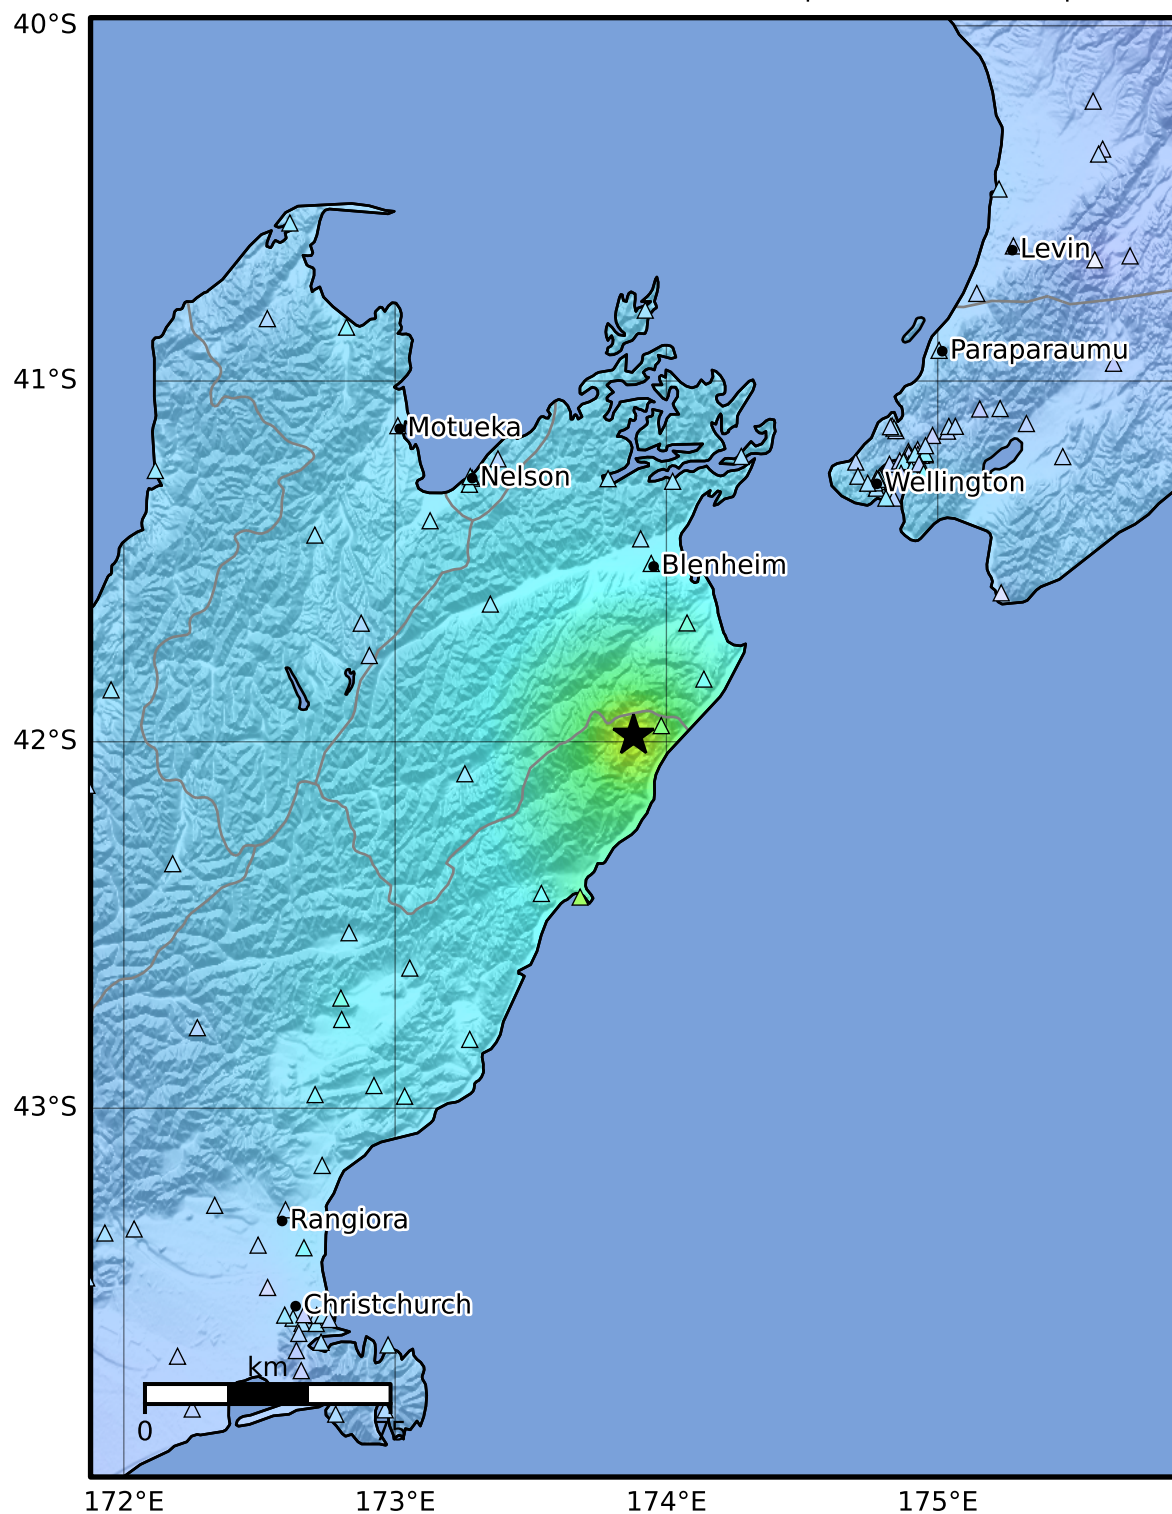 40°S
Levin
Paraparaumu
41°S
Motueka
Nelson
Wellington
Blenheim
42°S
43°S
Rangiora
Christchurch
km
0 75
172°E 173°E 174°E 175°E